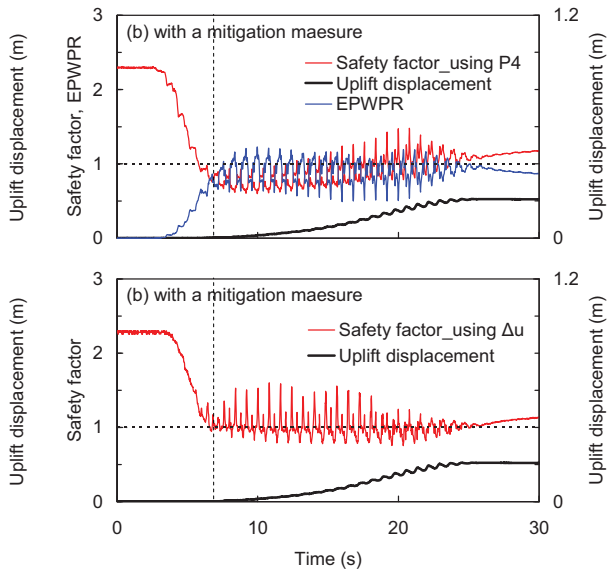 (b) with a mitigation maesure
Safety factor_using P4
Uplift displacement
EPWPR
Uplift displacement (m)
Safety factor, EPWPR
3
2
1
0
1.2
0
Uplift displacement (m)
(b) with a mitigation maesure
Safety factor_using Δu
Uplift displacement
Uplift displacement (m)
Safety factor
3
2
1
0
1.2
0
Uplift displacement (m)
0
10
20
30
Time (s)